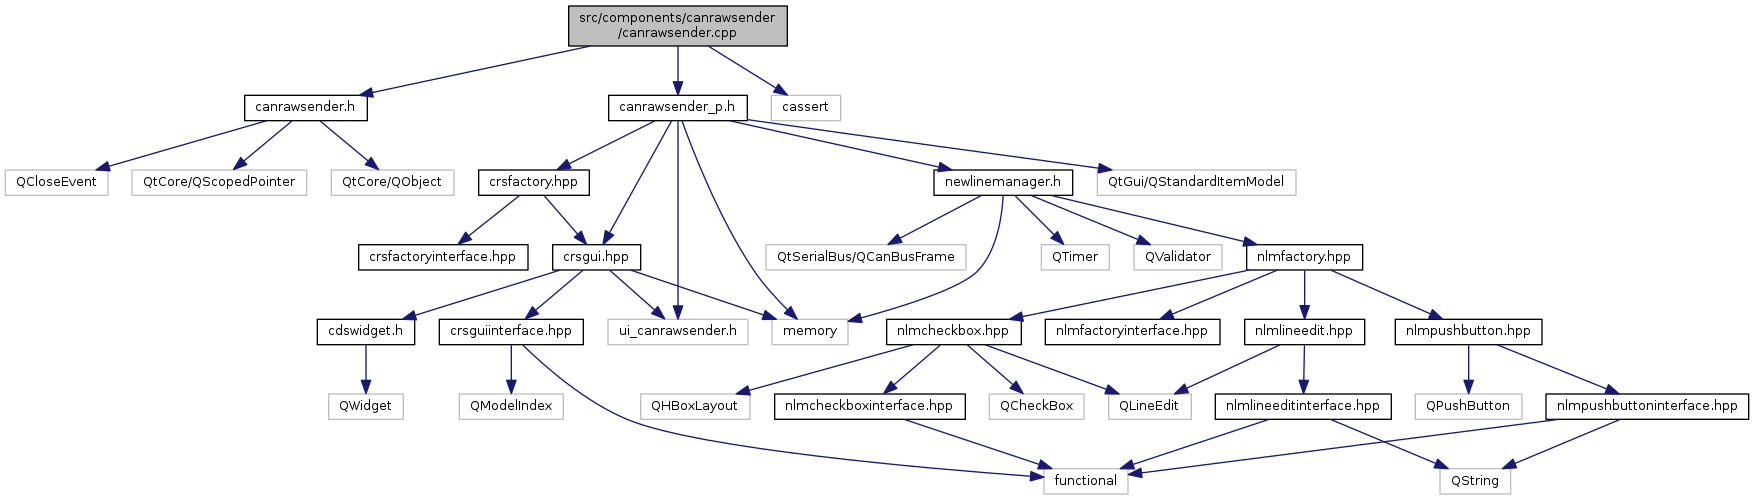 src/components/canrawsender
/canrawsender.cpp
canrawsender.h
canrawsender_p.h
cassert
QCloseEvent
QtCore/QScopedPointer
QtCore/QObject
crsfactory.hpp
newlinemanager.h
QtGui/QStandardItemModel
crsfactoryinterface.hpp
crsgui.hpp
QtSerialBus/QCanBusFrame
QTimer
QValidator
nlmfactory.hpp
cdswidget.h
crsguiinterface.hpp
ui_canrawsender.h
memory
nlmcheckbox.hpp
nlmfactoryinterface.hpp
nlmlineedit.hpp
nlmpushbutton.hpp
QWidget
QModelIndex
QHBoxLayout
nlmcheckboxinterface.hpp
QCheckBox
QLineEdit
nlmlineeditinterface.hpp
QPushButton
nlmpushbuttoninterface.hpp
functional
QString